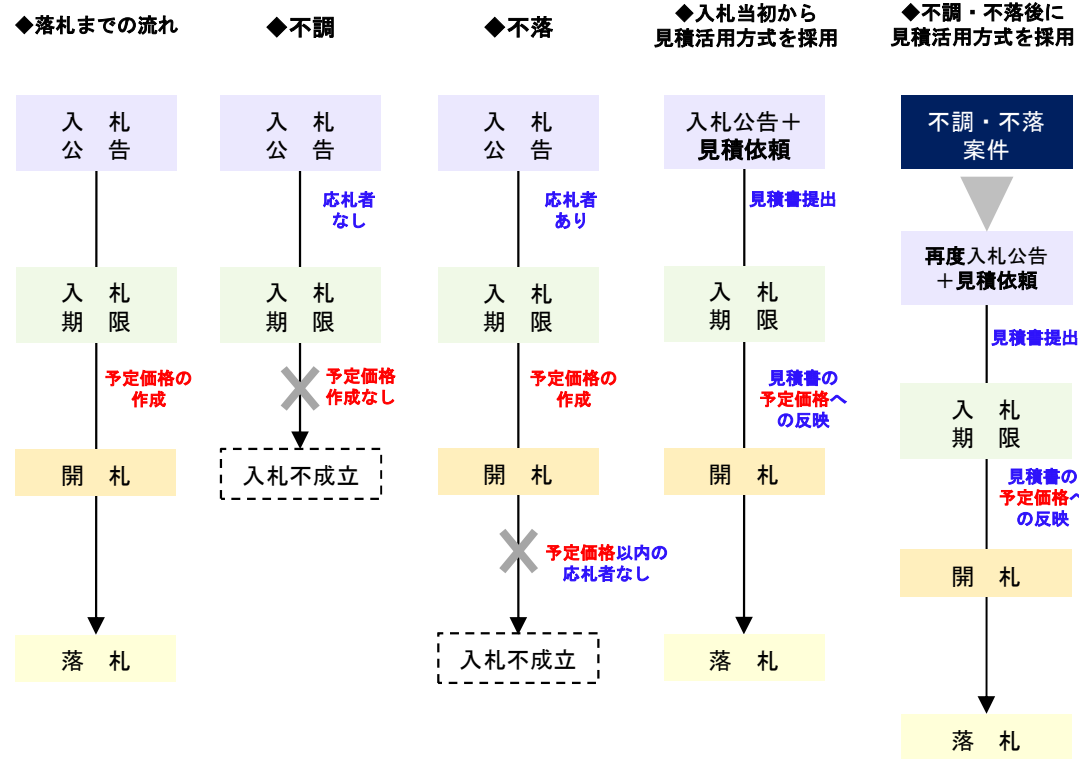 ◆落札までの流れ
入　札
公　告
入　札
期　限
予定価格の
作成
開　札
落　札
◆不調
入　札
公　告
応札者
なし
入　札
期　限
予定価格
作成なし
入札不成立
◆不落
入　札
公　告
応札者
あり
入　札
期　限
予定価格の
作成
開　札
予定価格以内の
応札者なし
入札不成立
◆入札当初から
見積活用方式を採用
入札公告＋
見積依頼
見積書提出
入　札
期　限
見積書の
予定価格へ
の反映
開　札
落　札
◆不調・不落後に
見積活用方式を採用
不調・不落
案件
再度入札公告
＋見積依頼
見積書提出
入　札
期　限
見積書の
予定価格へ
の反映
開　札
落　札